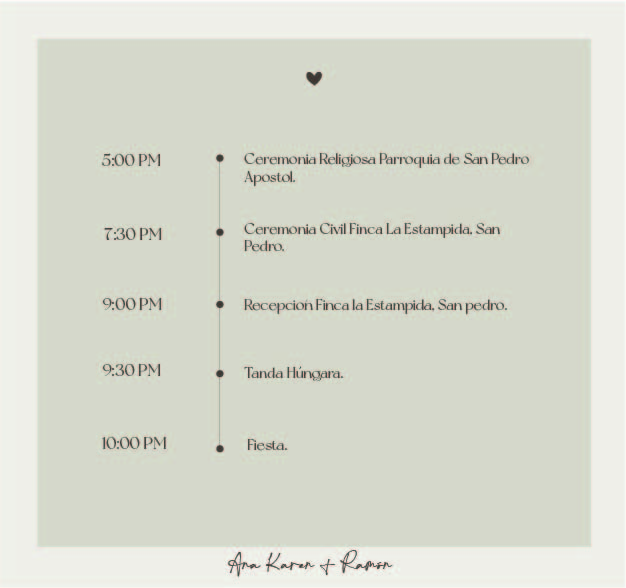 5:00 PM
Ceremonia Religiosa Parroquia de San Pedro
Apostol.
7:30 PM
Ceremonia Civil Finca La Estampida, San
Pedro.
9:00 PM
Recepcion Finca la Estampida, San pedro.
9:30 PM
Tanda Húngara.
10:00 PM
Fiesta.
Ana Karen + Ramon